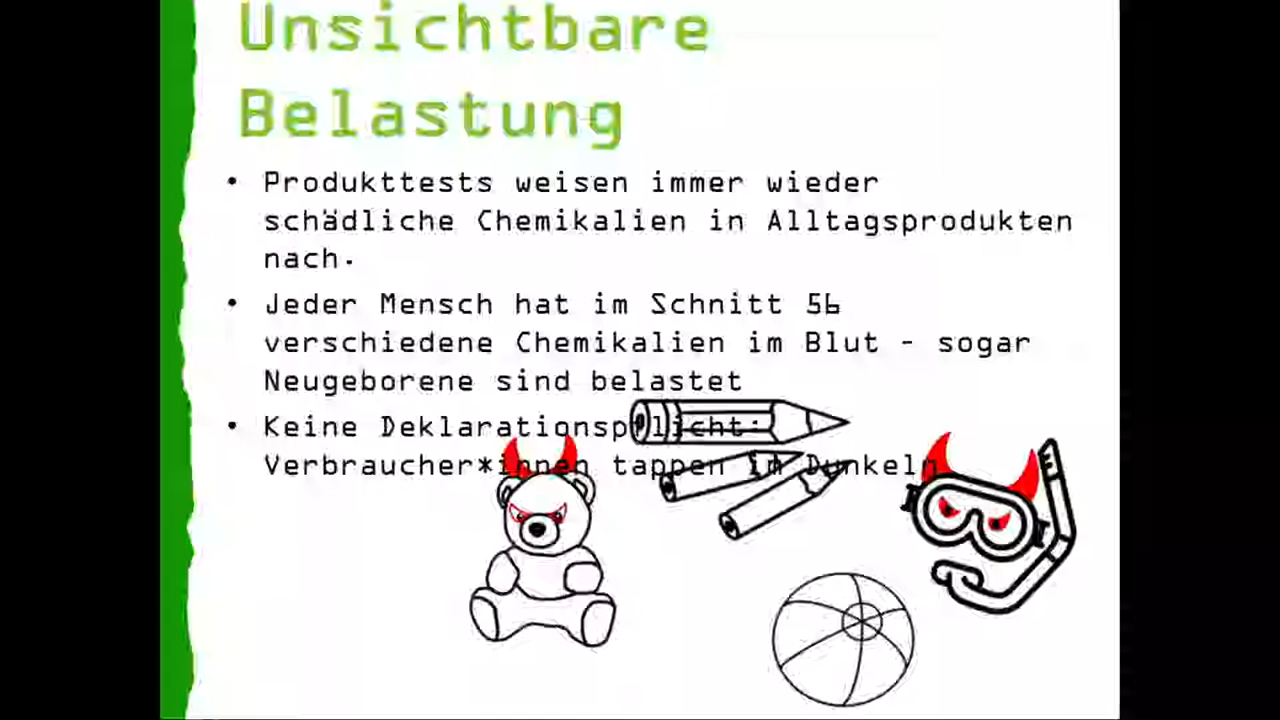 Unsichtbare
Belastung
• Produkttests weisen immer wieder
schädliche Chemikalien in Alltagsprodukten
nach.
• Jeder Mensch hat im Schnitt 56
verschiedene Chemikalien im Blut - sogar
Neugeborene sind belastet
• Keine Deklarationspflicht:
Verbraucher*innen tappen im Dunkeln